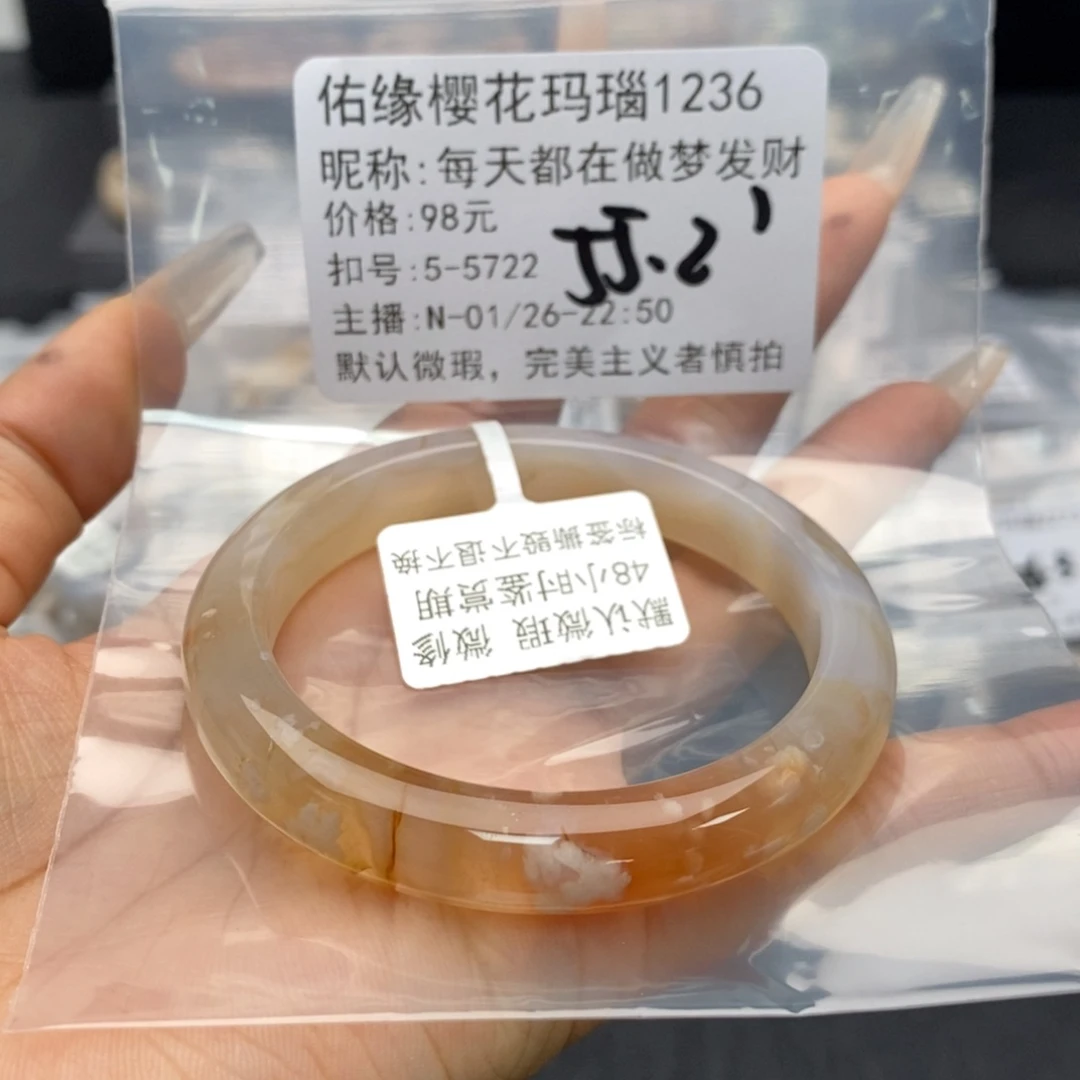 佑缘樱花玛瑙1236
昵称:每天都在做梦发财
价格:98元
扣号:5-5722
主播:N-01/26-22:50
默认微瑕，完美主义者慎拍
默认微瑕 微修
48小时鉴赏期
标签撕毁不退不换